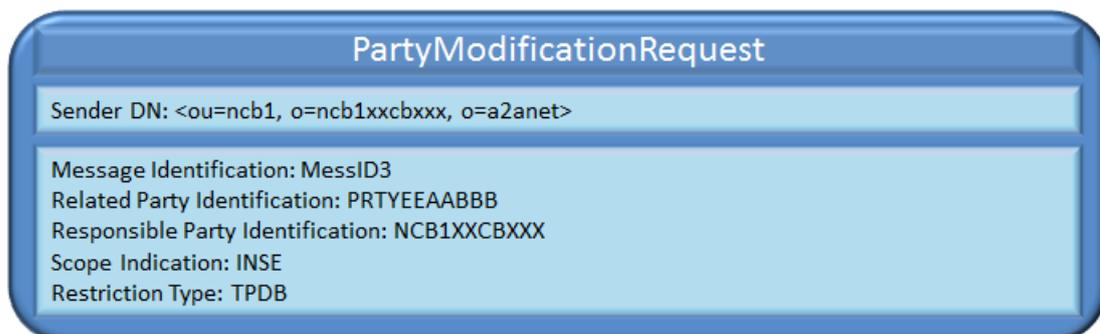 PartyModificationRequest
Sender DN: <ou=ncb1, o=ncb1xxcbxxx, o=a2anet>
Message Identification: MessID3
Related Party Identification: PRTYEEAABBB
Responsible Party Identification: NCB1XXCBXXX
Scope Indication: INSE
Restriction Type: TPDB